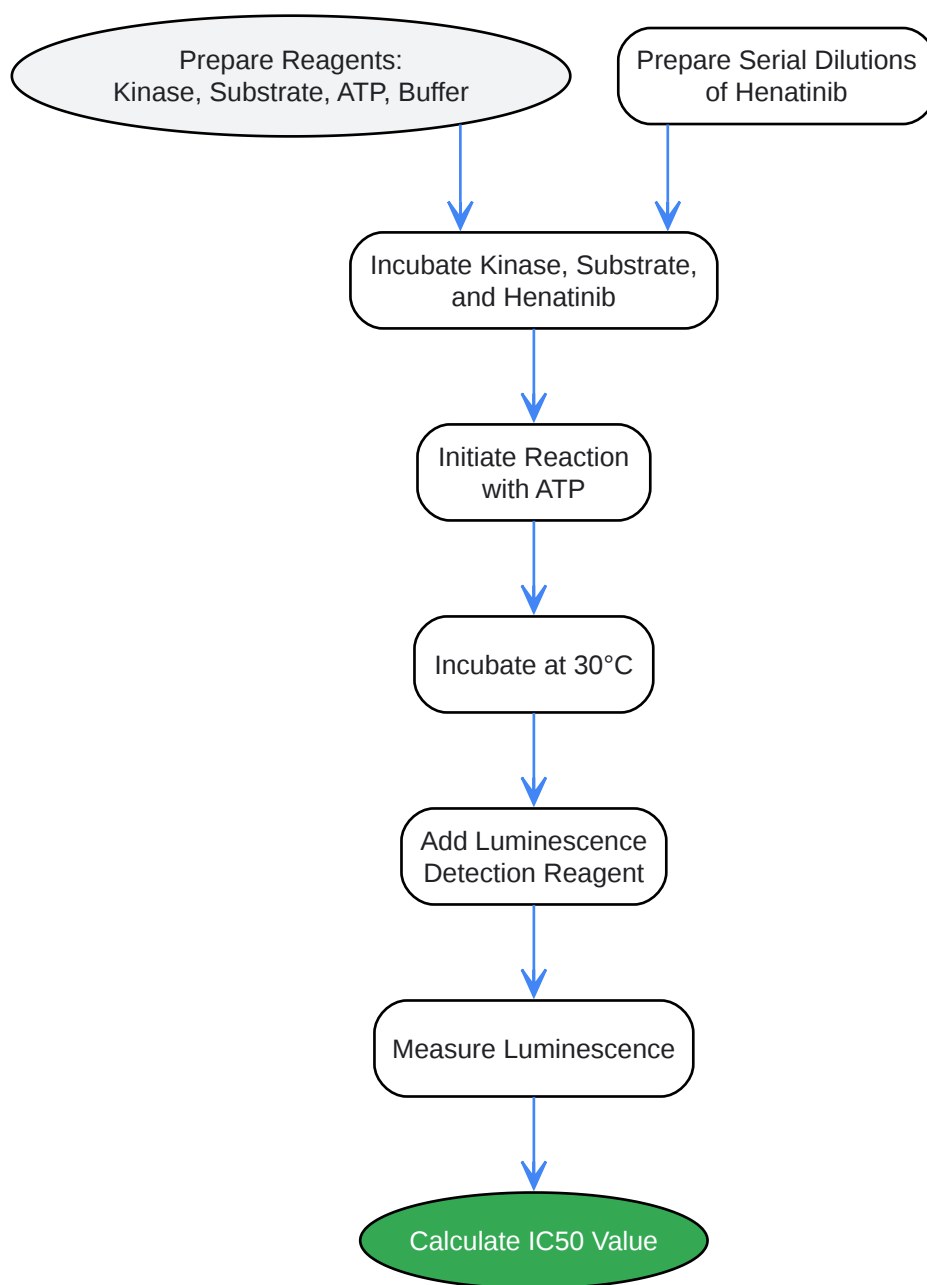 Prepare Reagents:
Kinase, Substrate, ATP, Buffer
Prepare Serial Dilutions
of Henatinib
Incubate Kinase, Substrate,
and Henatinib
Initiate Reaction
with ATP
Incubate at 30°C
Add Luminescence
Detection Reagent
Measure Luminescence
Calculate IC50 Value